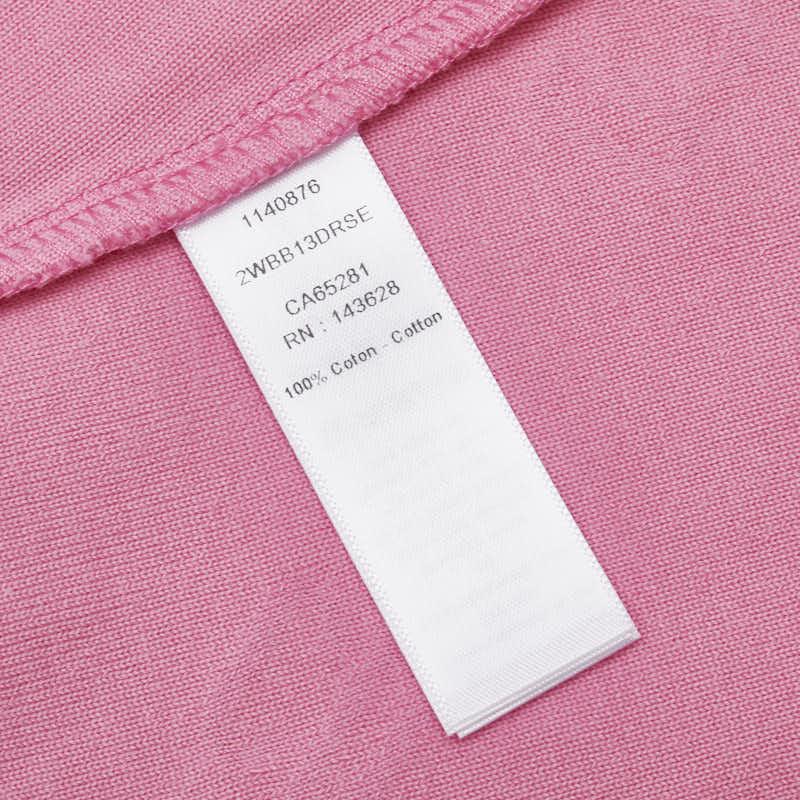 1140876
2WBB13DRSE
CA65281
RN : 143628
100% Coton - Cotton